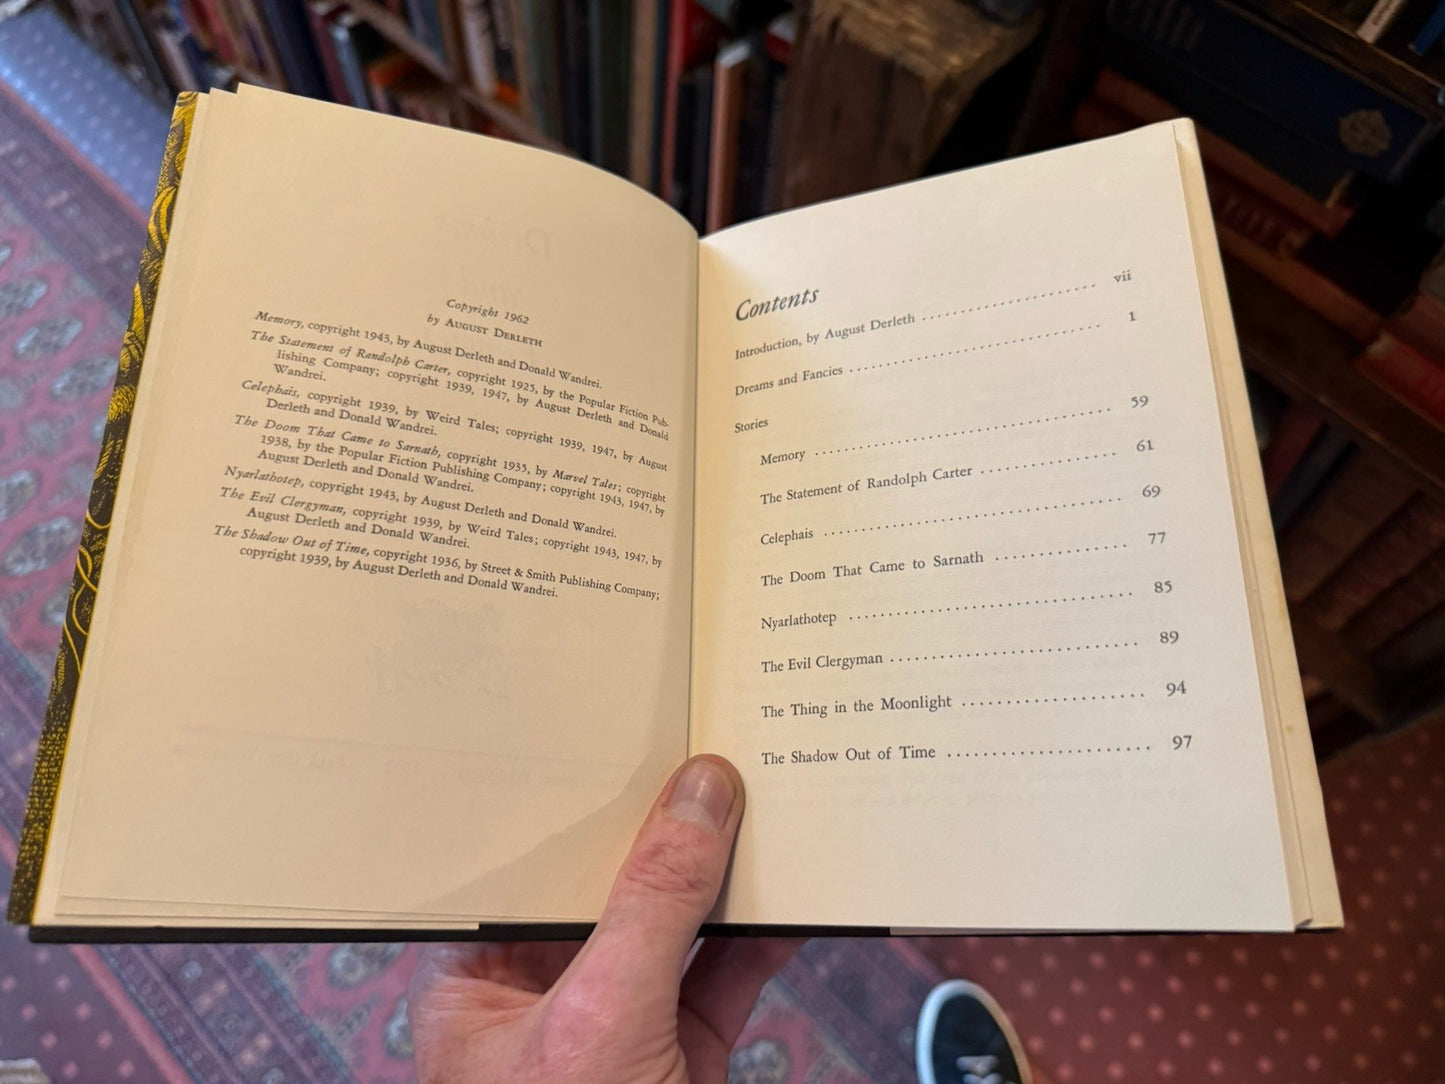 Copyright 1962
by AUGUST DERLETH
Memory, copyright 1943, by August Derleth and Donald Wandrei.
The Statement of Randolph Carter, copyright 1925, by the Popular Fiction Pub-
lishing Company; copyright 1939, 1947, by August Derleth and Donald
Wandrei.
Celephaïs, copyright 1939, by Weird Tales; copyright 1939, 1947, by August
Derleth and Donald Wandrei.
The Doom That Came to Sarnath, copyright 1935, by Marvel Tales; copyright
1938, by the Popular Fiction Publishing Company; copyright 1943, 1947, by
August Derleth and Donald Wandrei.
Nyarlathotep, copyright 1943, by August Derleth and Donald Wandrei.
The Evil Clergyman, copyright 1939, by Weird Tales; copyright 1943, 1947, by
August Derleth and Donald Wandrei.
The Shadow Out of Time, copyright 1936, by Street & Smith Publishing Company;
copyright 1939, by August Derleth and Donald Wandrei.
Contents
Introduction, by August Derleth .......................... vii
Dreams and Fancies .......................... 1
Stories
Memory .......................... 59
The Statement of Randolph Carter .......................... 61
Celephais .......................... 69
The Doom That Came to Sarnath .......................... 77
Nyarlathotep .......................... 85
The Evil Clergyman .......................... 89
The Thing in the Moonlight .......................... 94
The Shadow Out of Time .......................... 97